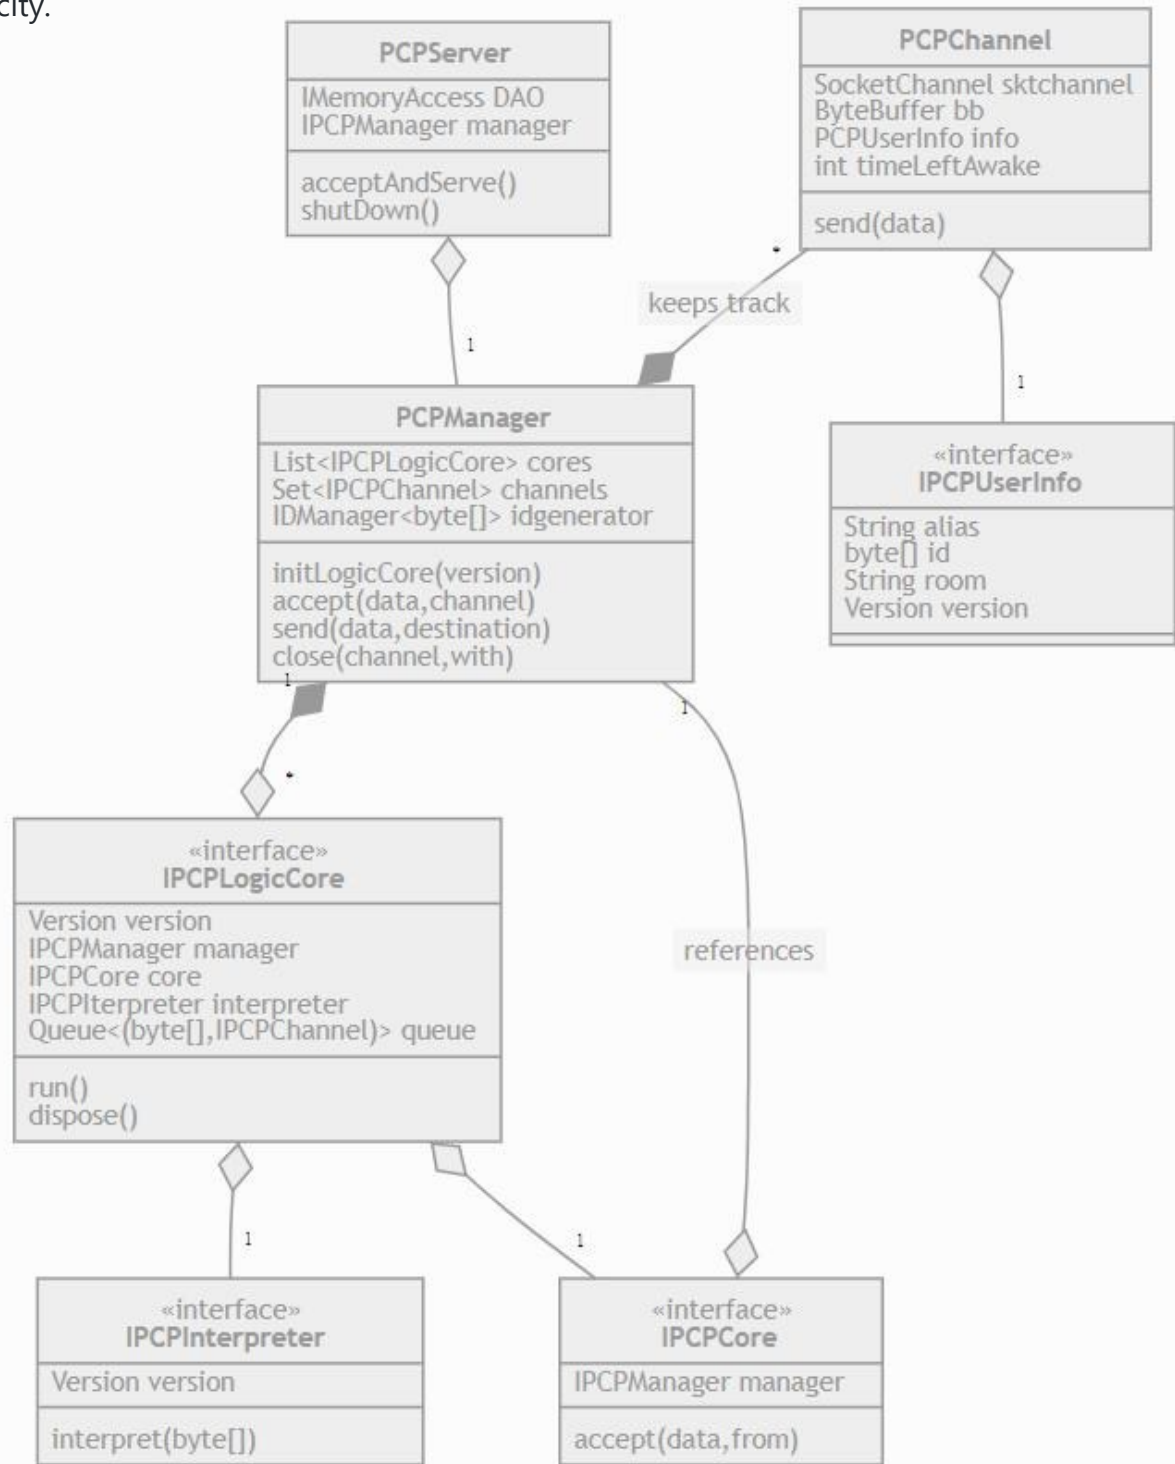 city.
PCPServer
IMemoryAccess DAO
IPCPManager manager
acceptAndServe()
shutDown()
PCPChannel
SocketChannel sktchannel
ByteBuffer bb
PCPUserInfo info
int timeLeftAwake
send(data)
*
keeps track
1
1
PCPManager
List<IPCPLogicCore> cores
Set<IPCPChannel> channels
IDManager<byte[]> idgenerator
initLogicCore(version)
accept(data,channel)
send(data,destination)
close(channel,with)
«interface»
IPCPUserInfo
String alias
byte[] id
String room
Version version
1
1
*
«interface»
IPCPLogicCore
Version version
IPCPManager manager
IPCPCore core
IPCPIterpreter interpreter
Queue<(byte[],IPCPChannel)> queue
run()
dispose()
references
1
1
«interface»
IPCPInterpreter
Version version
interpret(byte[])
«interface»
IPCPCore
IPCPManager manager
accept(data,from)